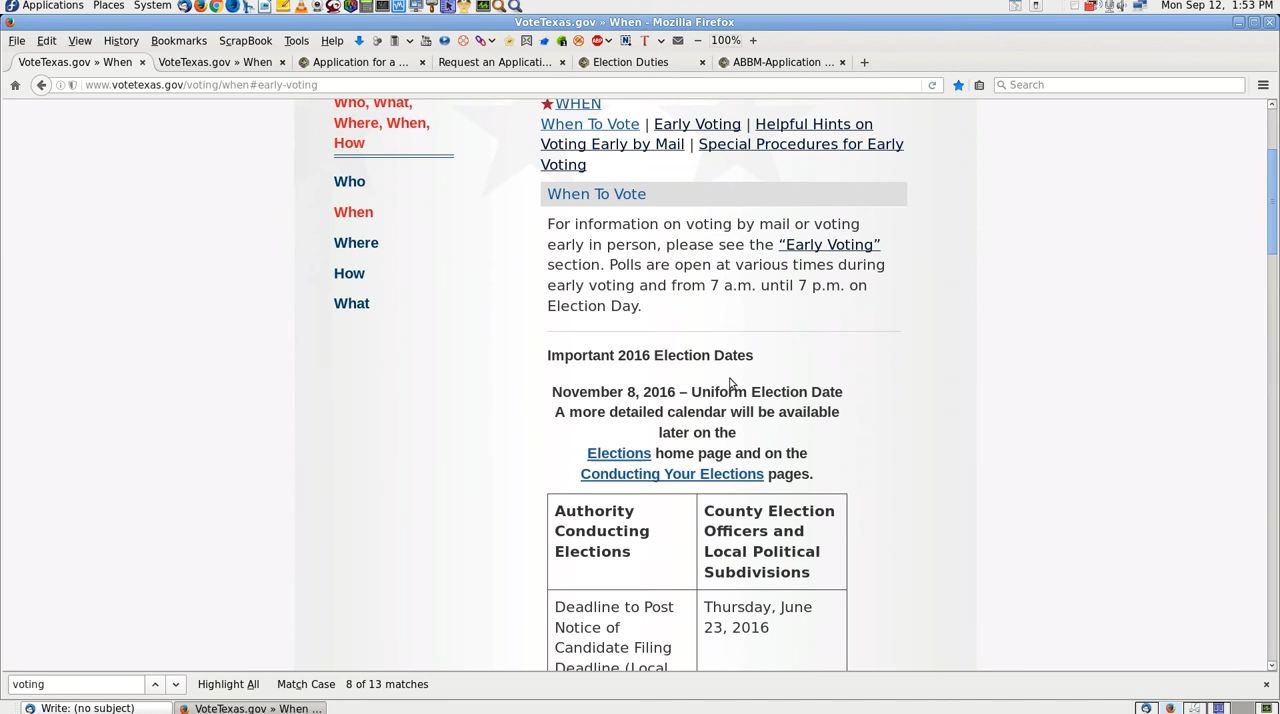 Applications Places System Mon Sep 12, 1:53 PM
VoteTexas.gov » When - Mozilla Firefox
File Edit View History Bookmarks ScrapBook Tools Help 100%
VoteTexas.gov » When VoteTexas.gov » When Application for a ... Request an Applicati... Election Duties ABBM-Application ...
www.votetexas.gov/voting/when#early-voting Search
Who, What,
Where, When,
How
Who
When
Where
How
What
WHEN
When To Vote | Early Voting | Helpful Hints on
Voting Early by Mail | Special Procedures for Early
Voting
When To Vote
For information on voting by mail or voting
early in person, please see the “Early Voting”
section. Polls are open at various times during
early voting and from 7 a.m. until 7 p.m. on
Election Day.
Important 2016 Election Dates
November 8, 2016 – Uniform Election Date
A more detailed calendar will be available
later on the
Elections home page and on the
Conducting Your Elections pages.
Authority
Conducting
Elections
County Election
Officers and
Local Political
Subdivisions
Deadline to Post
Notice of
Candidate Filing
Deadline (Local
Thursday, June
23, 2016
voting Highlight All Match Case 8 of 13 matches
Write: (no subject) VoteTexas.gov » When ...